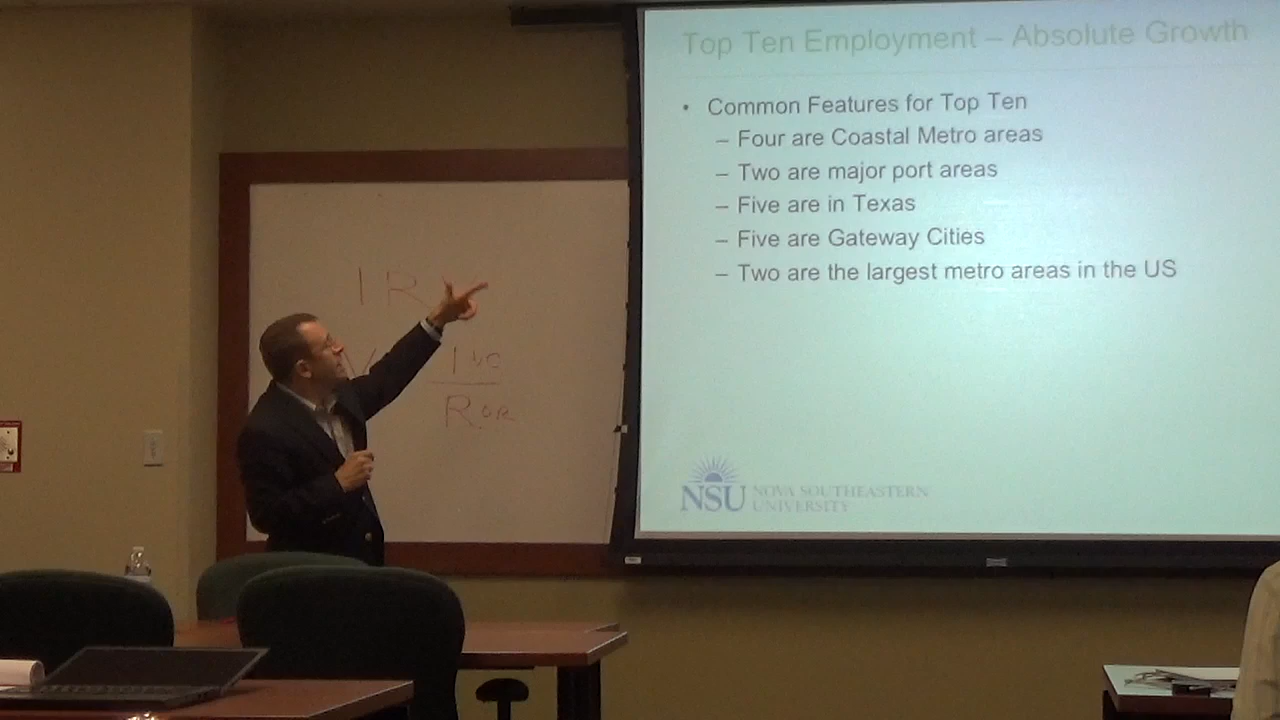 I R
V
INC
ROR
Top Ten Employment – Absolute Growth
• Common Features for Top Ten
– Four are Coastal Metro areas
– Two are major port areas
– Five are in Texas
– Five are Gateway Cities
– Two are the largest metro areas in the US
NSU NOVA SOUTHEASTERN
UNIVERSITY